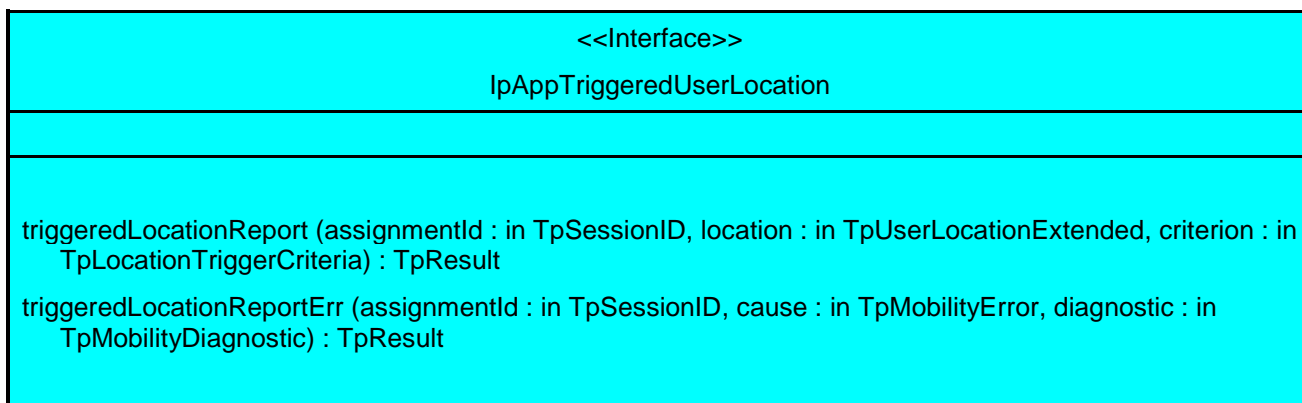 <<Interface>>
IpAppTriggeredUserLocation
triggeredLocationReport (assignmentId : in TpSessionID, location : in TpUserLocationExtended, criterion : in
TpLocationTriggerCriteria) : TpResult
triggeredLocationReportErr (assignmentId : in TpSessionID, cause : in TpMobilityError, diagnostic : in
TpMobilityDiagnostic) : TpResult